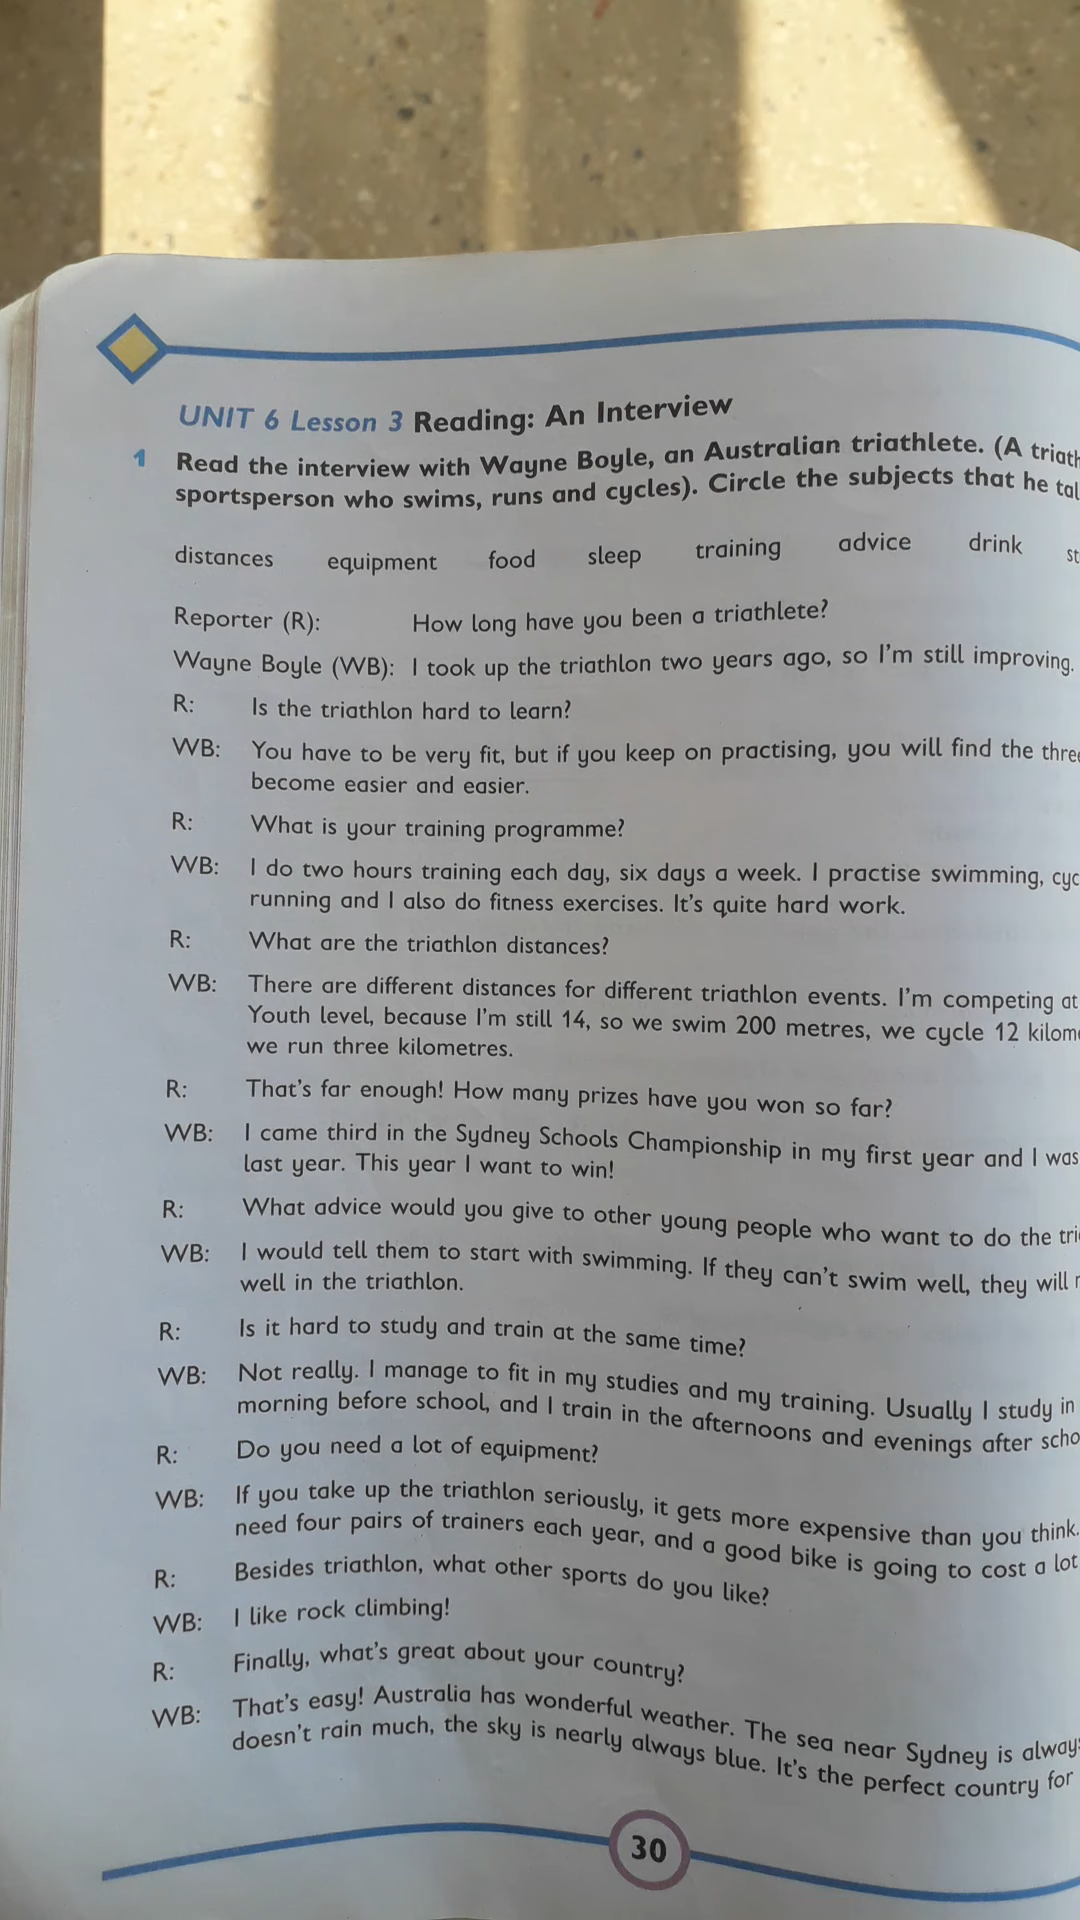 UNIT 6 Lesson 3 Reading: An Interview
1 Read the interview with Wayne Boyle, an Australian triathlete. (A
sportsperson who swims, runs and cycles). Circle the subjects that he
distances equipment food sleep training advice drink
Reporter (R): How long have you been a triathlete?
Wayne Boyle (WB): I took up the triathlon two years ago, so I'm still improving.
R: Is the triathlon hard to learn?
WB: You have to be very fit, but if you keep on practising, you will find the
become easier and easier.
R: What is your training programme?
WB: I do two hours training each day, six days a week. I practise swimming,
running and I also do fitness exercises. It's quite hard work.
R: What are the triathlon distances?
WB: There are different distances for different triathlon events. I'm competing at
Youth level, because I'm still 14, so we swim 200 metres, we cycle 12
we run three kilometres.
R: That's far enough! How many prizes have you won so far?
WB: I came third in the Sydney Schools Championship in my first year and I was
last year. This year I want to win!
R: What advice would you give to other young people who want to do the
WB: I would tell them to start with swimming. If they can't swim well, they will
well in the triathlon.
R: Is it hard to study and train at the same time?
WB: Not really. I manage to fit in my studies and my training. Usually I study in
morning before school, and I train in the afternoons and evenings after
R: Do you need a lot of equipment?
WB: If you take up the triathlon seriously, it gets more expensive than you think.
need four pairs of trainers each year, and a good bike is going to cost a lot
R: Besides triathlon, what other sports do you like?
WB: I like rock climbing!
R: Finally, what's great about your country?
WB: That's easy! Australia has wonderful weather. The sea near Sydney is
doesn't rain much, the sky is nearly always blue. It's the perfect country for
30